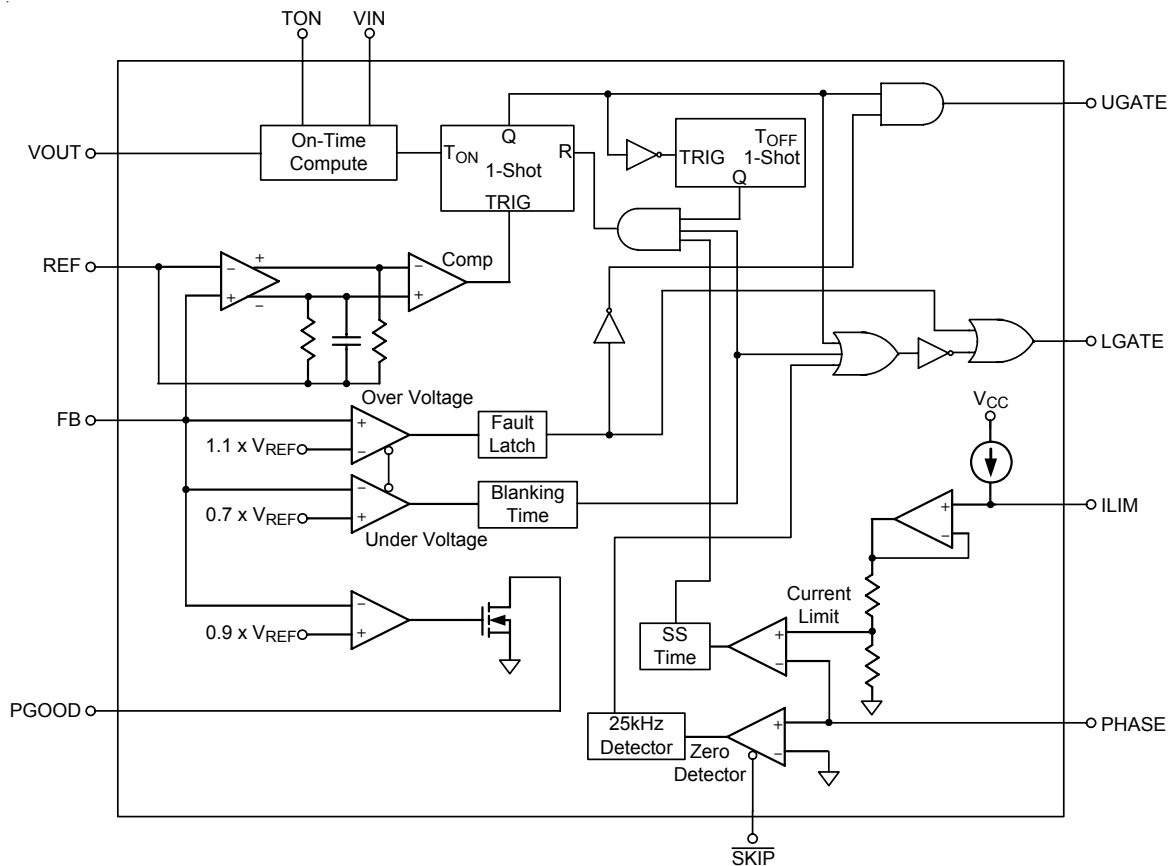 TON VIN
UGATE
VOUT
On-Time
Compute
Q
TON
R
1-Shot
TRIG
TOFF
TRIG 1-Shot
Q
REF
+
−
+
−
Comp
−
+
LGATE
Over Voltage
FB
+
−
1.1 x VREF
Fault
Latch
VCC
−
+
0.7 x VREF
Blanking
Time
Under Voltage
+
−
ILIM
−
+
0.9 x VREF
Current
Limit
SS
Time
+
−
PGOOD
25kHz
Detector
Zero
Detector
+
−
PHASE
SKIP